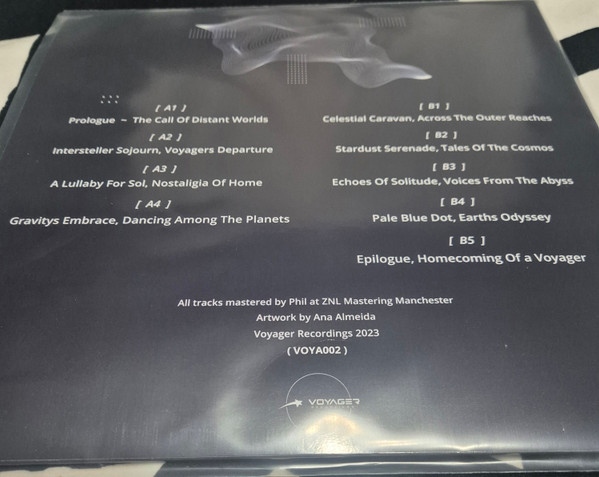 [ A1 ]
Prologue ~ The Call Of Distant Worlds
[ A2 ]
Intersteller Sojourn, Voyagers Departure
[ A3 ]
A Lullaby For Sol, Nostaligia Of Home
[ A4 ]
Gravitys Embrace, Dancing Among The Planets
[ B1 ]
Celestial Caravan, Across The Outer Reaches
[ B2 ]
Stardust Serenade, Tales Of The Cosmos
[ B3 ]
Echoes Of Solitude, Voices From The Abyss
[ B4 ]
Pale Blue Dot, Earths Odyssey
[ B5 ]
Epilogue, Homecoming Of a Voyager
All tracks mastered by Phil at ZNL Mastering Manchester
Artwork by Ana Almeida
Voyager Recordings 2023
( VOYA002 )
VOYAGER